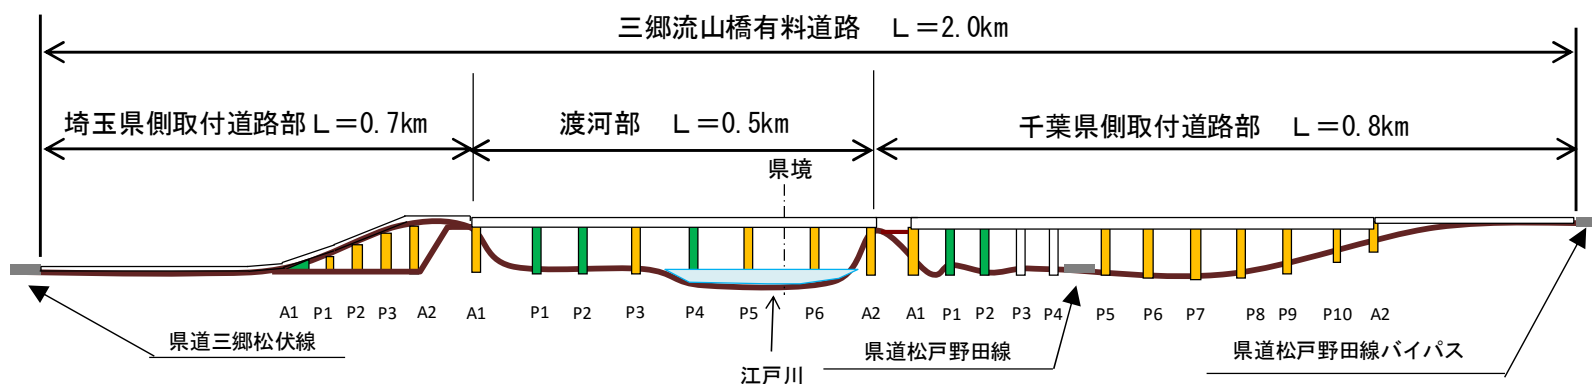 三郷流山橋有料道路　Ｌ＝2.0km
埼玉県側取付道路部Ｌ＝0.7km
渡河部　Ｌ＝0.5km
千葉県側取付道路部　Ｌ＝0.8km
県境
A1 P1 P2 P3 A2 A1 P1 P2 P3 P4 P5 P6 A2 A1 P1 P2 P3 P4 P5 P6 P7 P8 P9 P10 A2
県道三郷松伏線
江戸川
県道松戸野田線
県道松戸野田線バイパス